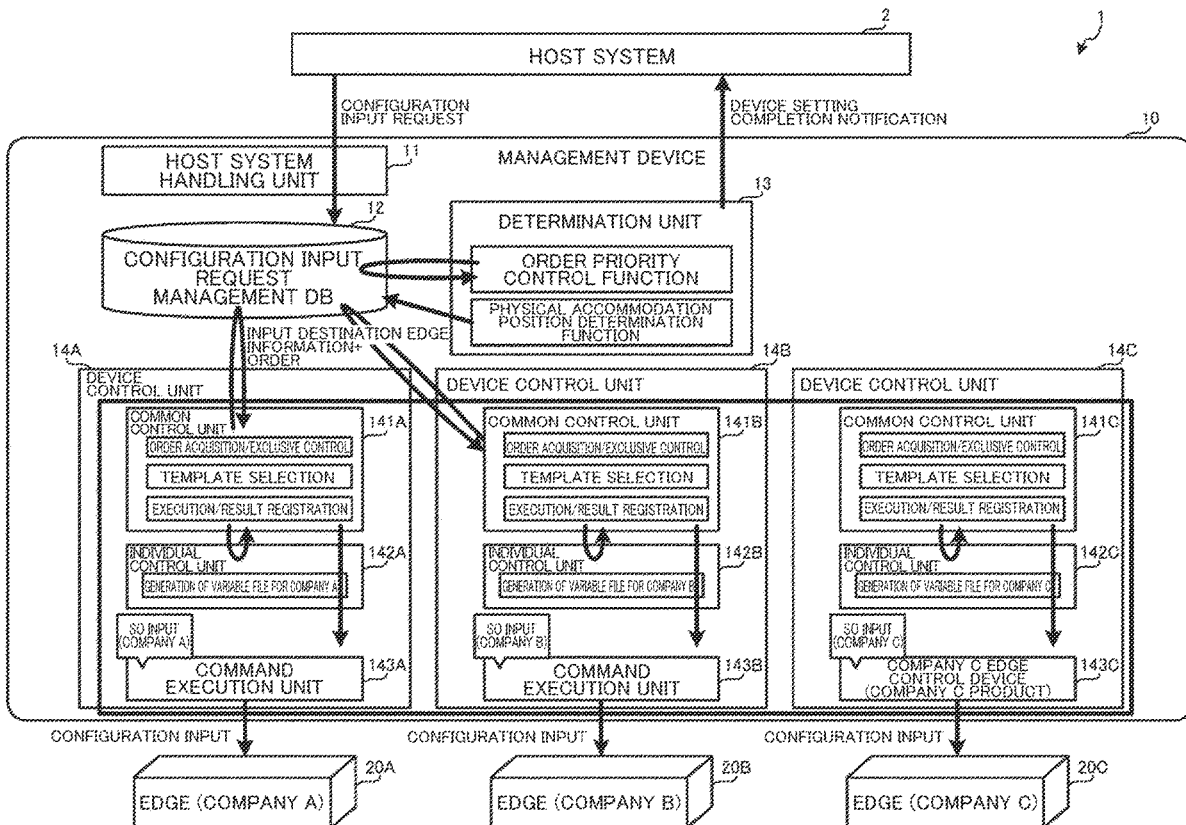 2
1
HOST SYSTEM
CONFIGURATION
INPUT REQUEST
DEVICE SETTING
COMPLETION NOTIFICATION
10
HOST SYSTEM
HANDLING UNIT
11
MANAGEMENT DEVICE
13
12
CONFIGURATION INPUT
REQUEST
MANAGEMENT DB
DETERMINATION UNIT
ORDER PRIORITY
CONTROL FUNCTION
PHYSICAL ACCOMMODATION
POSITION DETERMINATION
FUNCTION
INPUT DESTINATION EDGE
INFORMATION+
ORDER
14A
DEVICE
CONTROL UNIT
COMMON
CONTROL UNIT
141A
ORDER ACQUISITION/EXCLUSIVE CONTROL
TEMPLATE SELECTION
EXECUTION/RESULT REGISTRATION
INDIVIDUAL
CONTROL UNIT
142A
GENERATION OF VARIABLE FILE FOR COMPANY A
SO INPUT
(COMPANY A)
COMMAND
EXECUTION UNIT
143A
14B
DEVICE CONTROL UNIT
COMMON CONTROL UNIT
141B
ORDER ACQUISITION/EXCLUSIVE CONTROL
TEMPLATE SELECTION
EXECUTION/RESULT REGISTRATION
INDIVIDUAL
CONTROL UNIT
142B
GENERATION OF VARIABLE FILE FOR COMPANY B
SO INPUT
(COMPANY B)
COMMAND
EXECUTION UNIT
143B
14C
DEVICE CONTROL UNIT
COMMON CONTROL UNIT
141C
ORDER ACQUISITION/EXCLUSIVE CONTROL
TEMPLATE SELECTION
EXECUTION/RESULT REGISTRATION
INDIVIDUAL
CONTROL UNIT
142C
GENERATION OF VARIABLE FILE FOR COMPANY C
SO INPUT
(COMPANY C)
COMPANY C EDGE
CONTROL DEVICE
(COMPANY C PRODUCT)
143C
CONFIGURATION INPUT
CONFIGURATION INPUT
CONFIGURATION INPUT
20A
EDGE (COMPANY A)
20B
EDGE (COMPANY B)
20C
EDGE (COMPANY C)